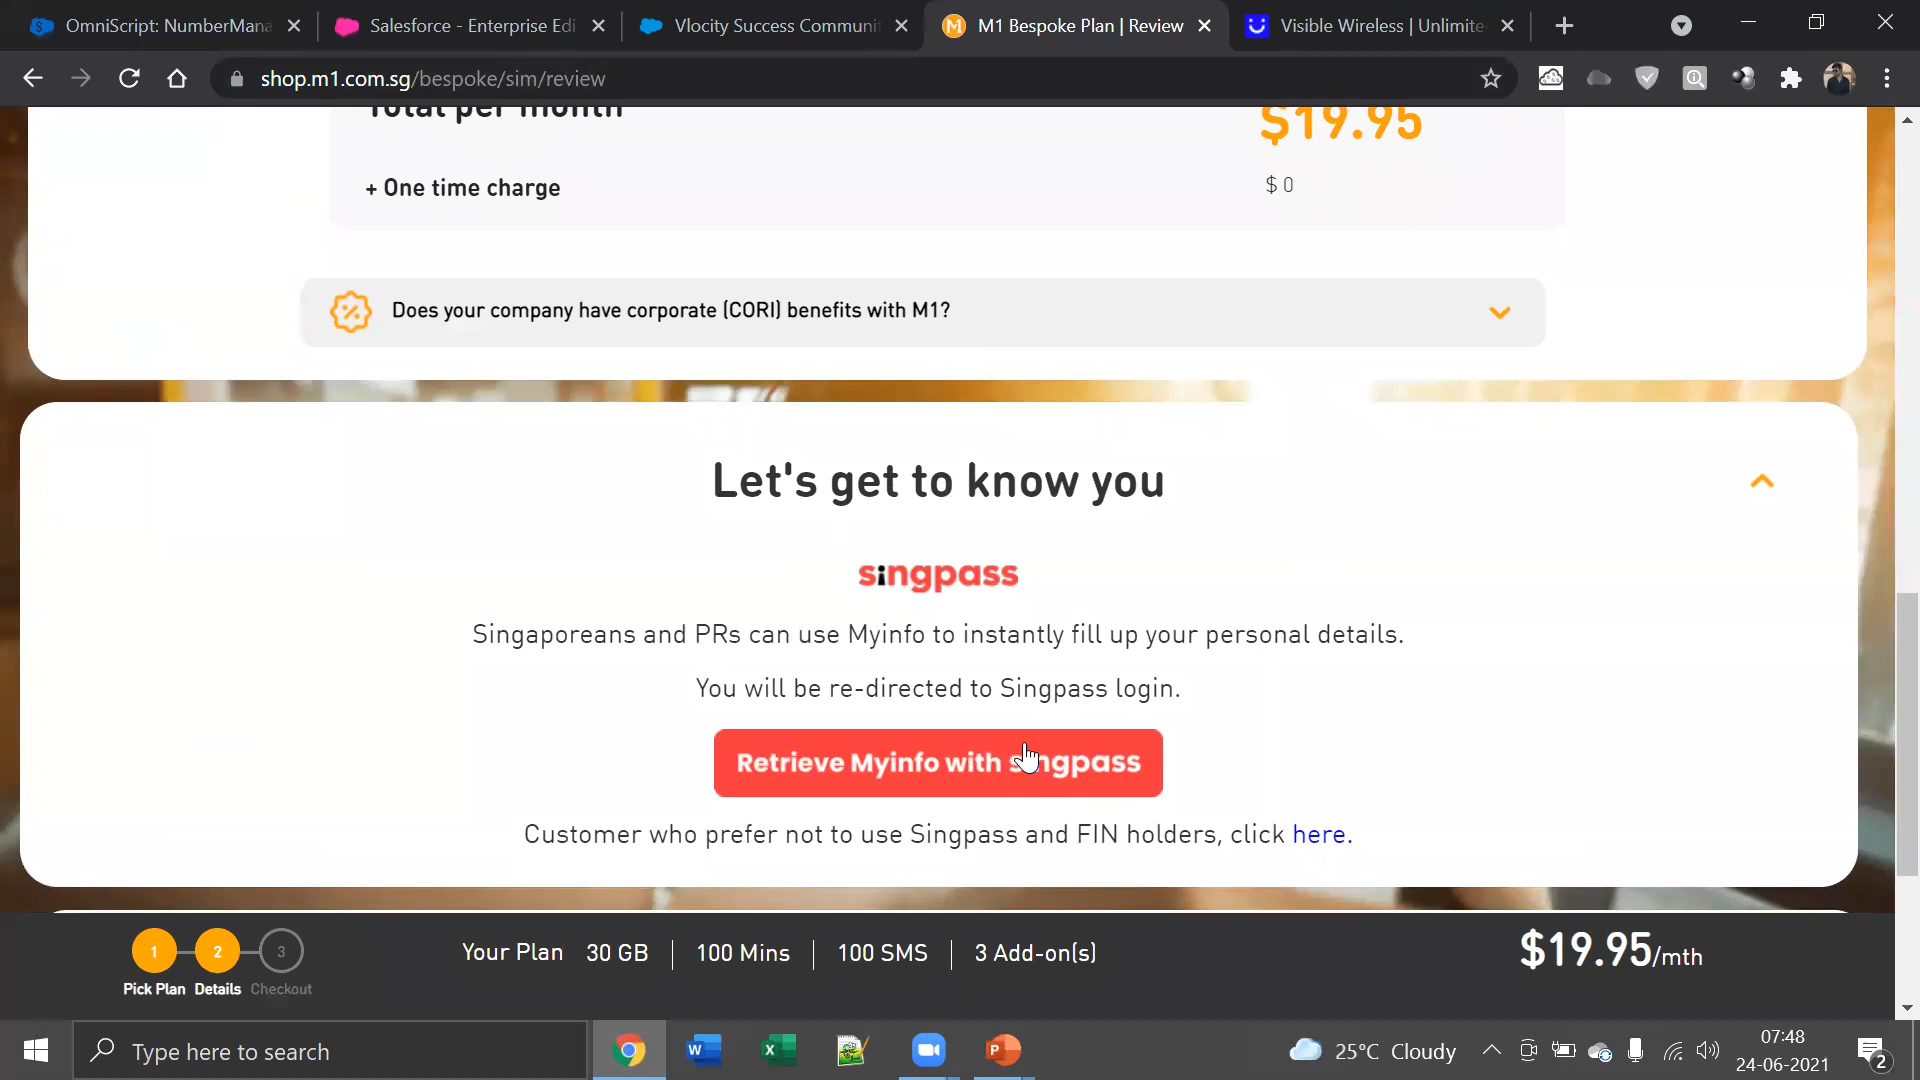 OmniScript: NumberMana
Salesforce - Enterprise Edi
Vlocity Success Communit
M1 Bespoke Plan | Review
Visible Wireless | Unlimite
shop.m1.com.sg/bespoke/sim/review
Total per month $19.95
+ One time charge $ 0
Does your company have corporate (CORI) benefits with M1?
Let's get to know you
singpass
Singaporeans and PRs can use Myinfo to instantly fill up your personal details.
You will be re-directed to Singpass login.
Retrieve Myinfo with singpass
Customer who prefer not to use Singpass and FIN holders, click here.
1 2 3
Pick Plan Details Checkout
Your Plan 30 GB | 100 Mins | 100 SMS | 3 Add-on(s)
$19.95/mth
Type here to search
25°C Cloudy
07:48
24-06-2021
2